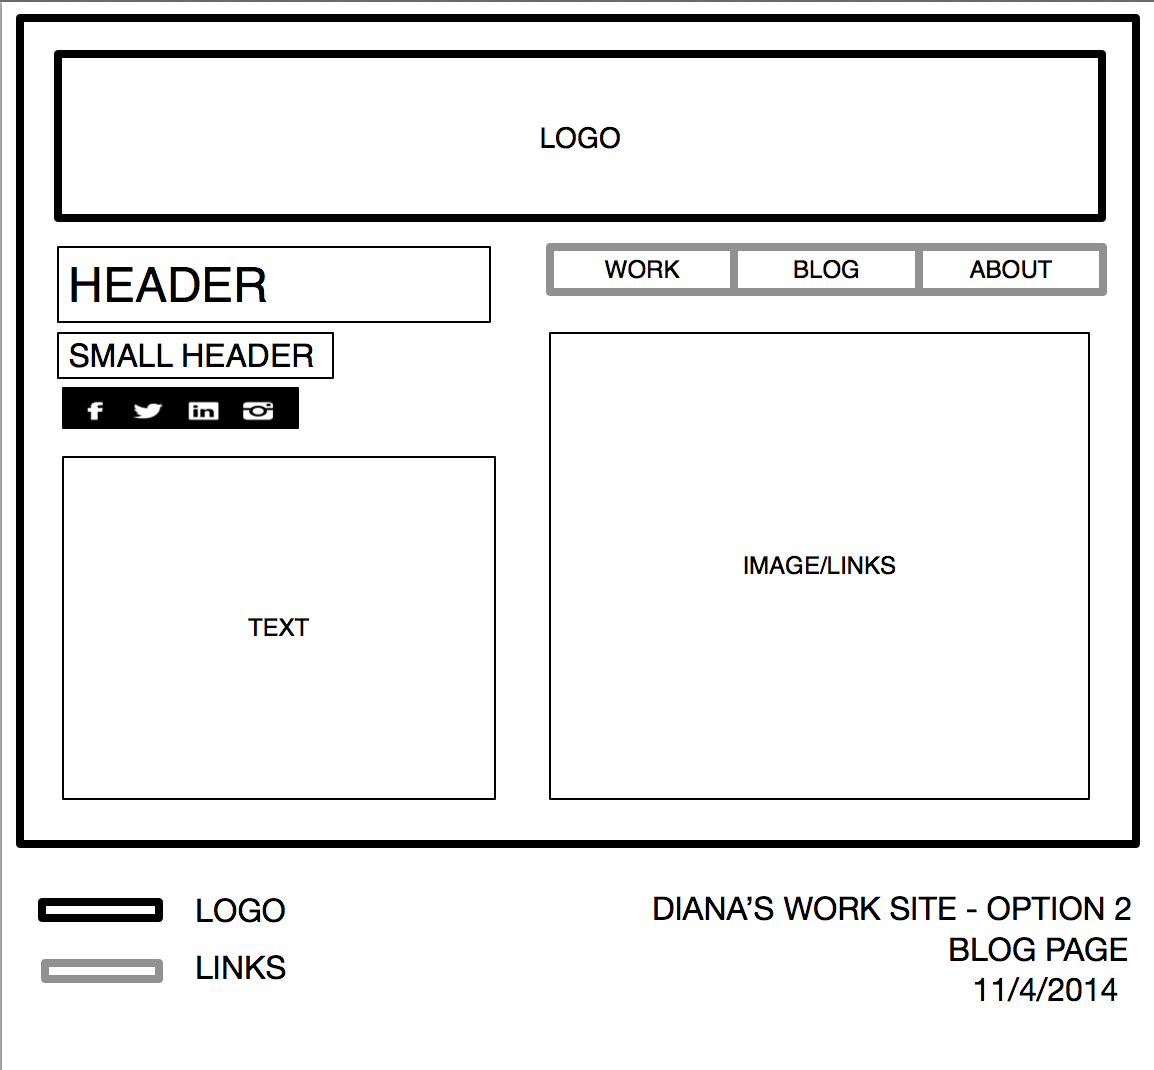 LOGO
HEADER
WORK
BLOG
ABOUT
SMALL HEADER
f
in
IMAGE/LINKS
TEXT
LOGO
LINKS
DIANA’S WORK SITE - OPTION 2
BLOG PAGE
11/4/2014